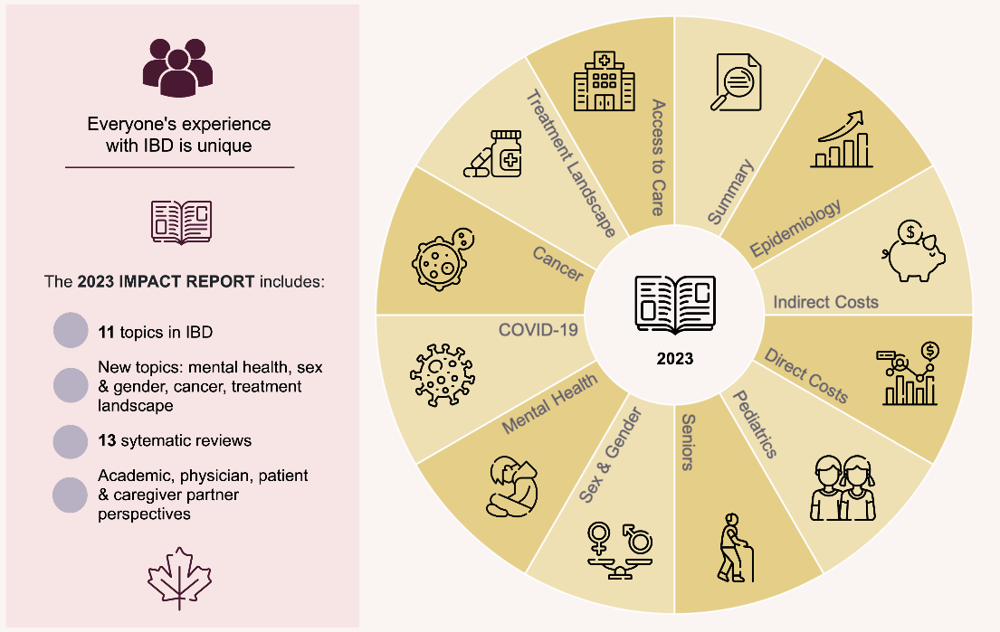 Everyone's experience
with IBD is unique
The 2023 IMPACT REPORT includes:
11 topics in IBD
New topics: mental health, sex
& gender, cancer, treatment
landscape
13 sytematic reviews
Academic, physician, patient
& caregiver partner
perspectives
Summary
Epidemiology
Indirect Costs
Direct Costs
Pediatrics
Seniors
Sex & Gender
Mental Health
COVID-19
Cancer
Treatment Landscape
Access to Care
2023
$
$